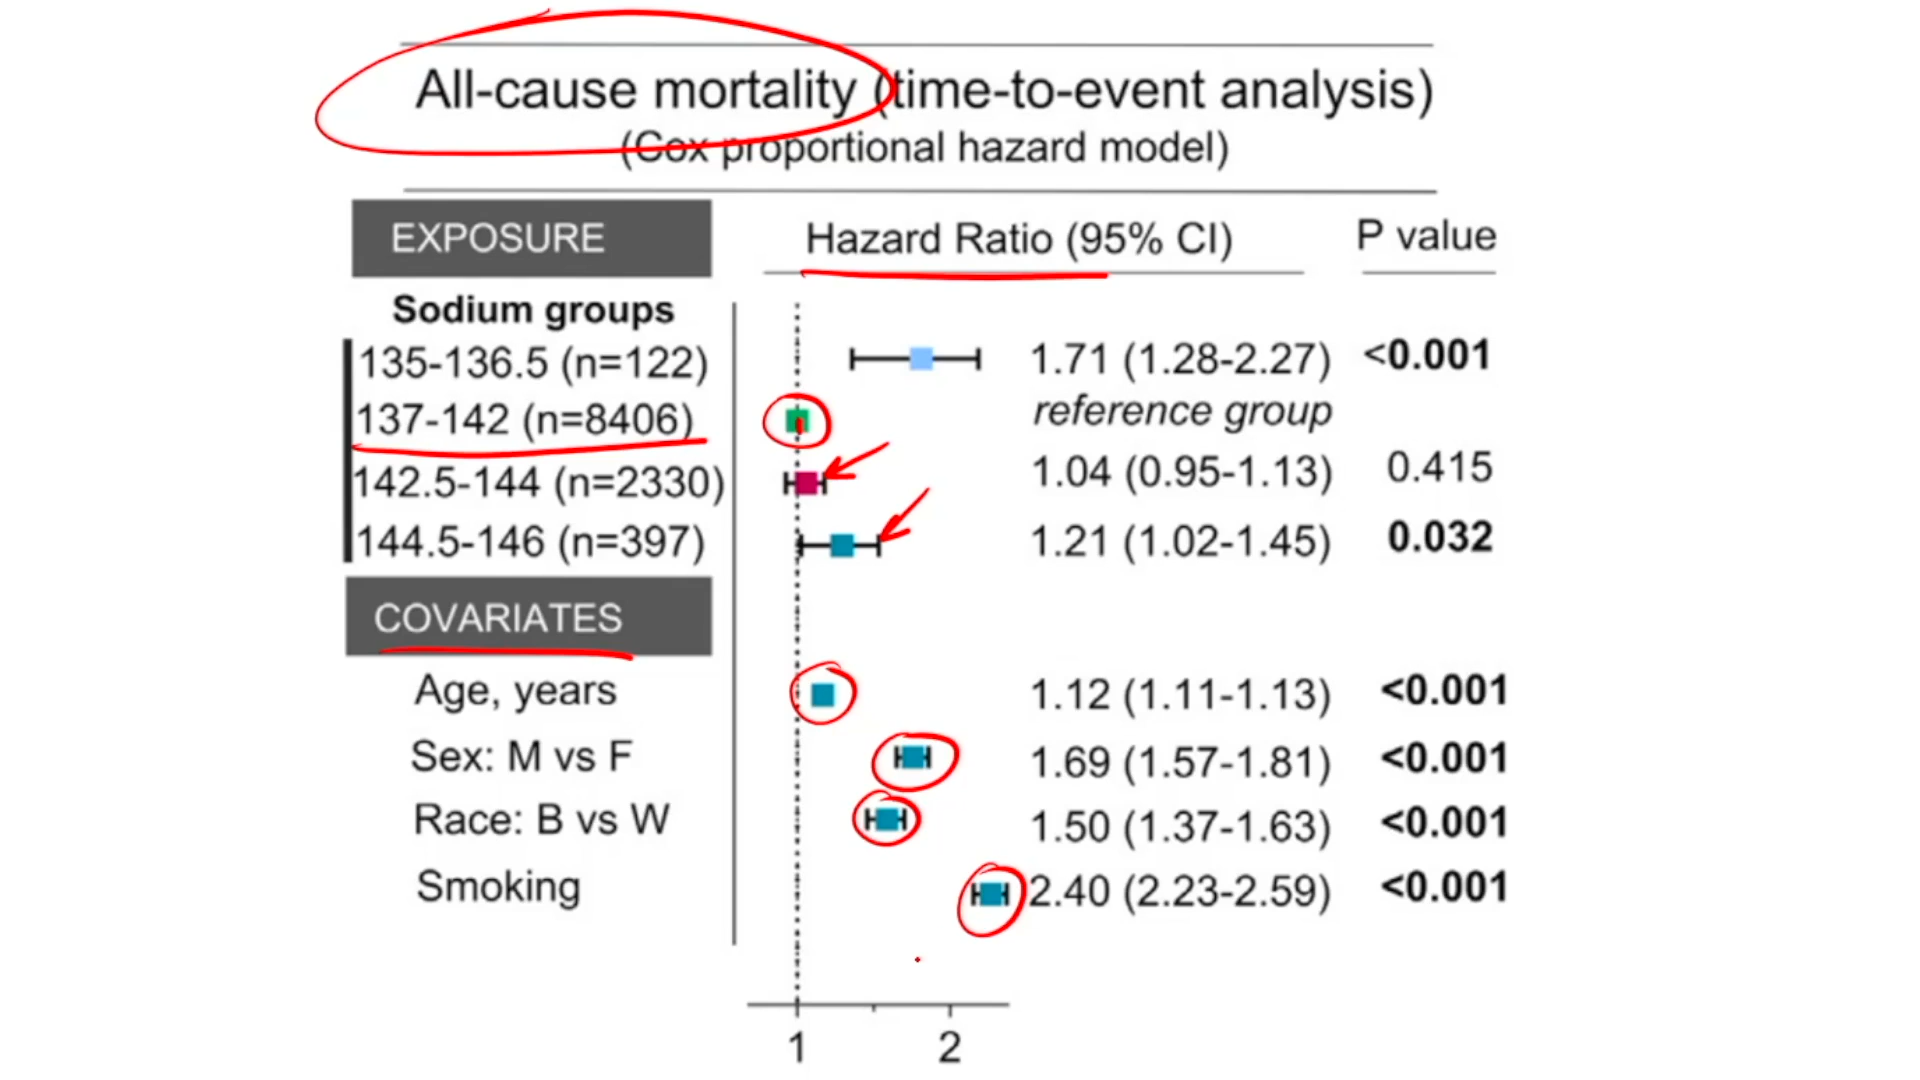 All-cause mortality (time-to-event analysis)
(Cox proportional hazard model)
EXPOSURE Hazard Ratio (95% CI) P value
Sodium groups
135-136.5 (n=122) 1.71 (1.28-2.27) <0.001
137-142 (n=8406) reference group
142.5-144 (n=2330) 1.04 (0.95-1.13) 0.415
144.5-146 (n=397) 1.21 (1.02-1.45) 0.032
COVARIATES
Age, years 1.12 (1.11-1.13) <0.001
Sex: M vs F 1.69 (1.57-1.81) <0.001
Race: B vs W 1.50 (1.37-1.63) <0.001
Smoking 2.40 (2.23-2.59) <0.001
1 2